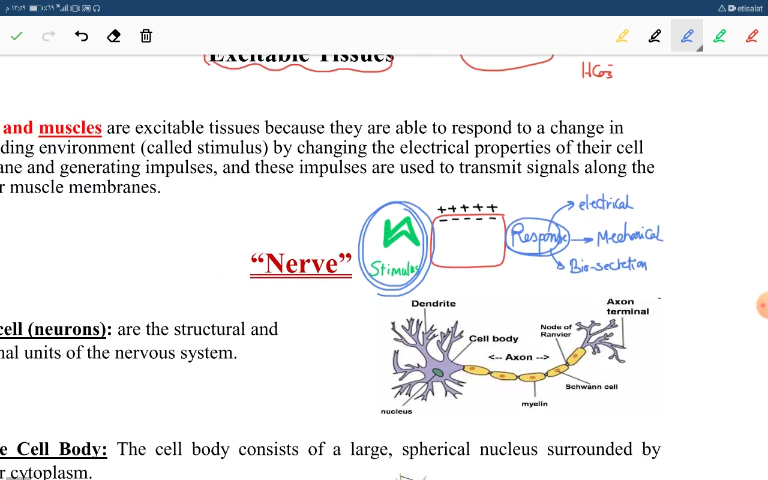 etisalat
Excitable Tissues
HCO3
and muscles are excitable tissues because they are able to respond to a change in
ding environment (called stimulus) by changing the electrical properties of their cell
ane and generating impulses, and these impulses are used to transmit signals along the
r muscle membranes.
+++++
-----
Stimulus
Response
electrical
Mechanical
Bio-secretion
“Nerve”
cell (neurons): are the structural and
nal units of the nervous system.
Dendrite
Cell body
Node of
Ranvier
Axon
terminal
<-- Axon -->
Schwann cell
myelin
nucleus
e Cell Body: The cell body consists of a large, spherical nucleus surrounded by
r cytoplasm.